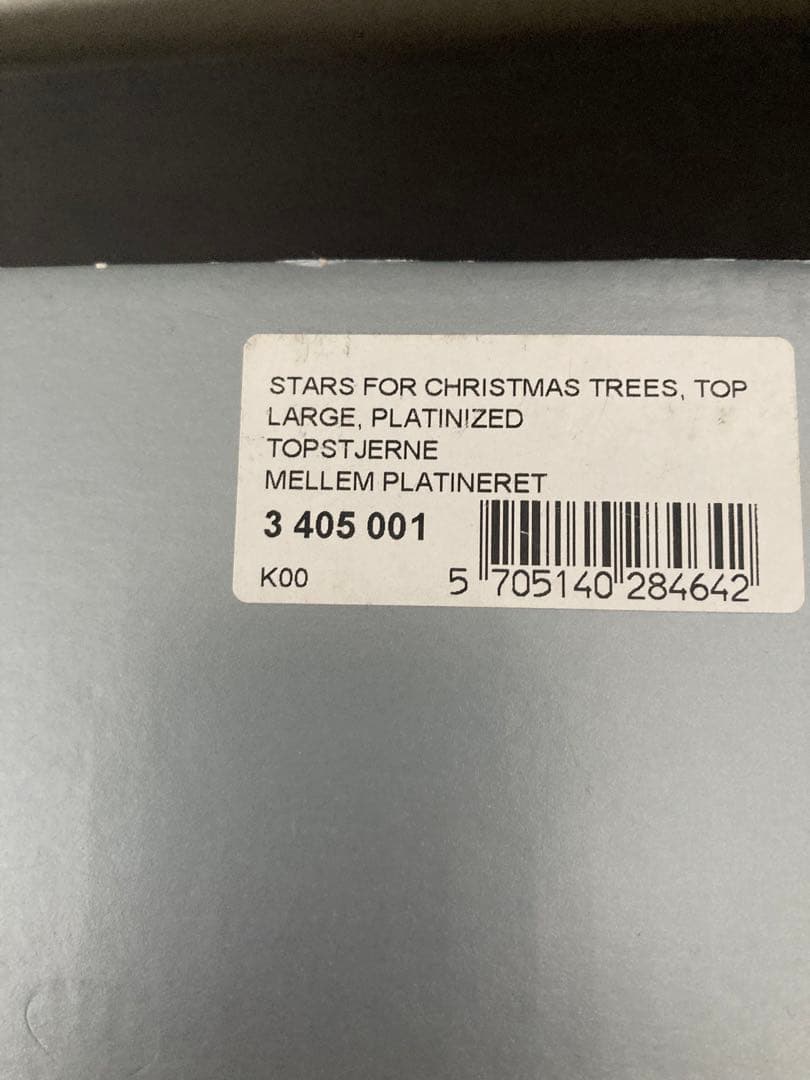 STARS FOR CHRISTMAS TREES, TOP
LARGE, PLATINIZED
TOPSTJERNE
MELLEM PLATINERET
3 405 001
K00
5 705140 284642